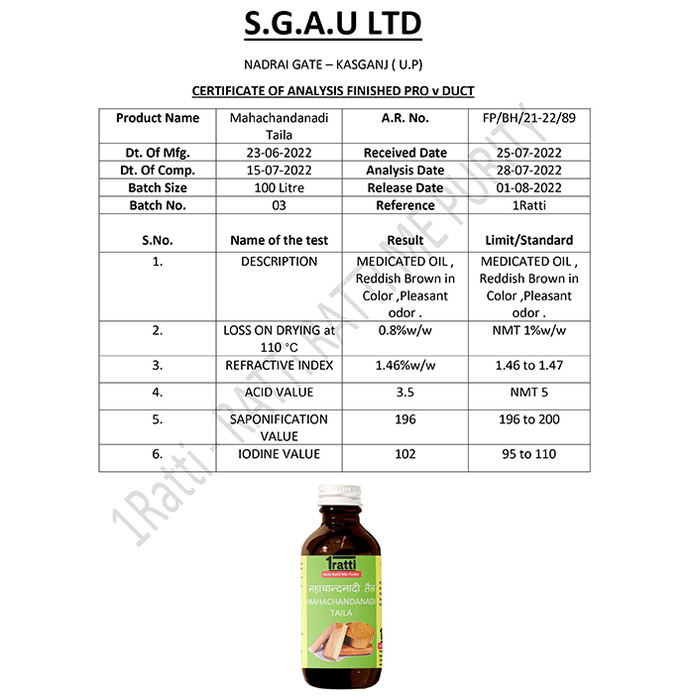 S.G.A.U LTD
NADRAI GATE – KASGANJ ( U.P)
CERTIFICATE OF ANALYSIS FINISHED PRO v DUCT
Product Name Mahachandanadi Taila A.R. No. FP/BH/21-22/89
Dt. Of Mfg. 23-06-2022 Received Date 25-07-2022
Dt. Of Comp. 15-07-2022 Analysis Date 28-07-2022
Batch Size 100 Litre Release Date 01-08-2022
Batch No. 03 Reference 1Ratti
S.No. Name of the test Result Limit/Standard
1. DESCRIPTION MEDICATED OIL , Reddish Brown in Color ,Pleasant odor . MEDICATED OIL , Reddish Brown in Color ,Pleasant odor .
2. LOSS ON DRYING at 110 °C 0.8%w/w NMT 1%w/w
3. REFRACTIVE INDEX 1.46%w/w 1.46 to 1.47
4. ACID VALUE 3.5 NMT 5
5. SAPONIFICATION VALUE 196 196 to 200
6. IODINE VALUE 102 95 to 110
1Ratti - RATTI RATTI ME PURITY
1ratti
Ratti Ratti Me Purity
महाचान्दनादी तैल
MAHACHANDANADI
TAILA